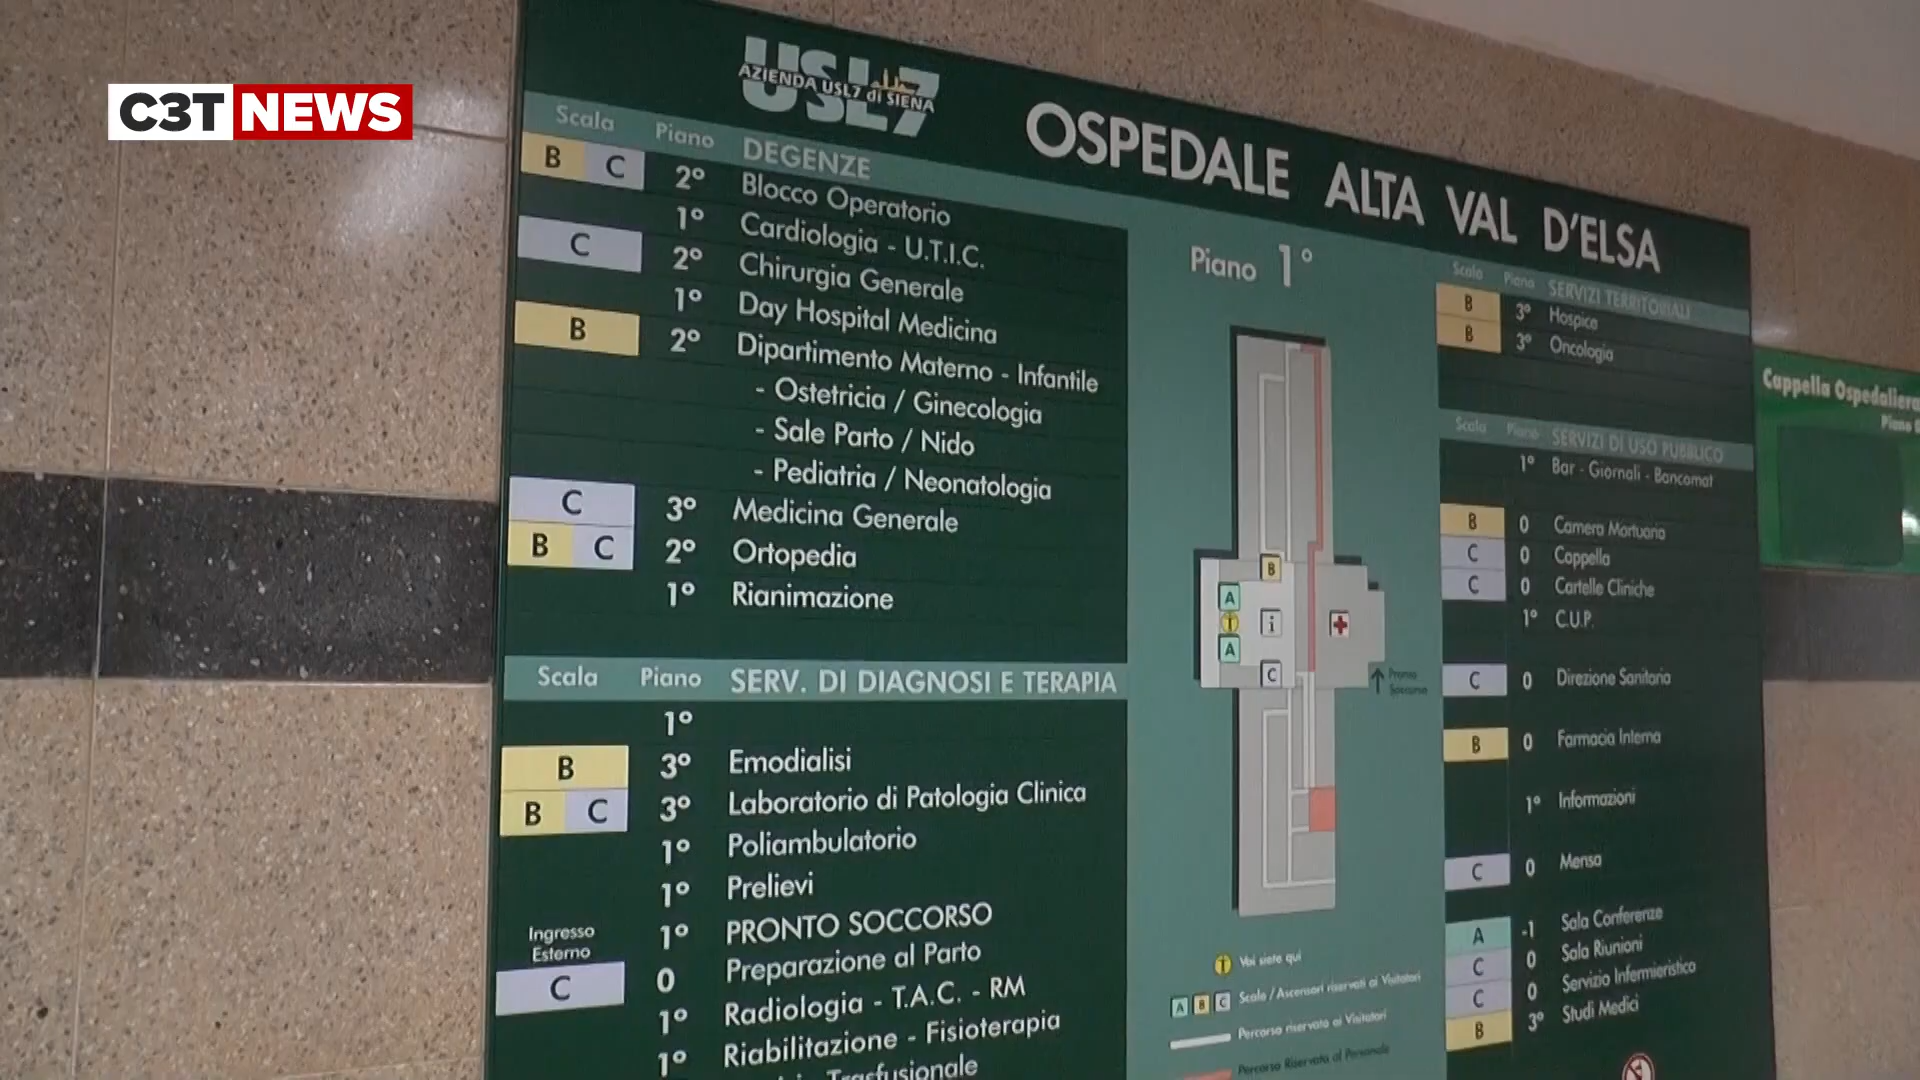 C3T NEWS
USL7
AZIENDA USL7 di SIENA
OSPEDALE ALTA VAL D'ELSA
Scala Piano DEGENZE
B C 2° Blocco Operatorio
1° Cardiologia - U.T.I.C.
C 2° Chirurgia Generale
1° Day Hospital Medicina
B 2° Dipartimento Materno - Infantile
- Ostetricia / Ginecologia
- Sale Parto / Nido
- Pediatria / Neonatologia
C 3° Medicina Generale
B C 2° Ortopedia
1° Rianimazione
Scala Piano SERV. DI DIAGNOSI E TERAPIA
1°
B 3° Emodialisi
B C 3° Laboratorio di Patologia Clinica
1° Poliambulatorio
1° Prelievi
1° PRONTO SOCCORSO
Ingresso
Esterno
C 0 Preparazione al Parto
1° Radiologia - T.A.C. - RM
1° Riabilitazione - Fisioterapia
Trasfusionale
Piano 1°
B
A
T
i
A
C
Pronto
Soccorso
T Voi siete qui
A B C Scale / Ascensori riservati ai Visitatori
Percorso riservato ai Visitatori
Percorso Riservato al Personale
Scala Piano SERVIZI TERRITORIALI
B 3° Hospice
B 3° Oncologia
Scala Piano SERVIZI DI USO PUBBLICO
1° Bar - Giornali - Bancomat
B 0 Camera Mortuaria
C 0 Cappella
C 0 Cartelle Cliniche
1° C.U.P.
C 0 Direzione Sanitaria
B 0 Farmacia Interna
1° Informazioni
C 0 Mensa
A -1 Sala Conferenze
C 0 Sala Riunioni
C 0 Servizio Infermieristico
B 3° Studi Medici
Cappella Ospedaliera
Piano